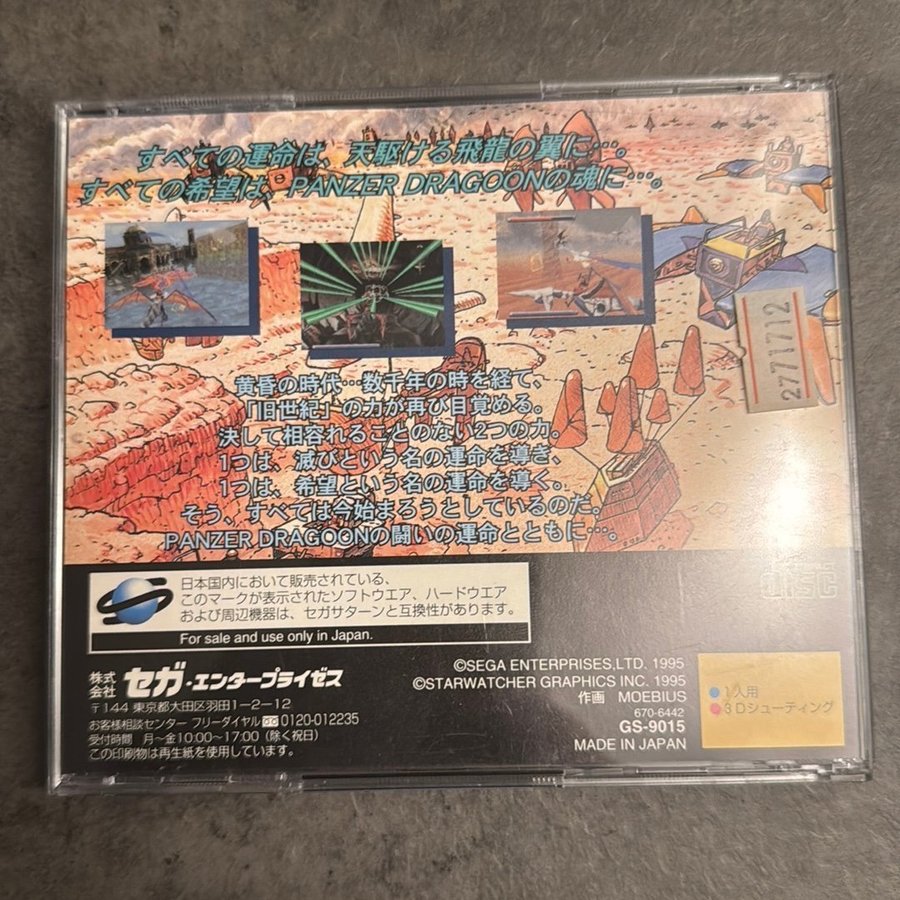 すべての運命は、天駆ける飛龍の翼に…。
すべての希望は、PANZER DRAGOONの魂に…。
2771712
黄昏の時代…数千年の時を経て、
「旧世紀」の力が再び目覚める。
決して相容れることのない2つの力。
1つは、滅びという名の運命を導き、
1つは、希望という名の運命を導く。
そう、すべては今始まろうとしているのだ。
PANZER DRAGOONの闘いの運命とともに…。
日本国内において販売されている、
このマークが表示されたソフトウエア、ハードウエア
および周辺機器は、セガサターンと互換性があります。
For sale and use only in Japan.
DISC
株式会社 セガ・エンタープライゼス
〒144 東京都大田区羽田1-2-12
お客様相談センター フリーダイヤル 0120-012235
受付時間 月〜金10:00〜17:00(除く祝日)
この印刷物は再生紙を使用しています。
©SEGA ENTERPRISES,LTD. 1995
©STARWATCHER GRAPHICS INC. 1995
作画 MOEBIUS
670-6442
GS-9015
MADE IN JAPAN
1人用
3Dシューティング